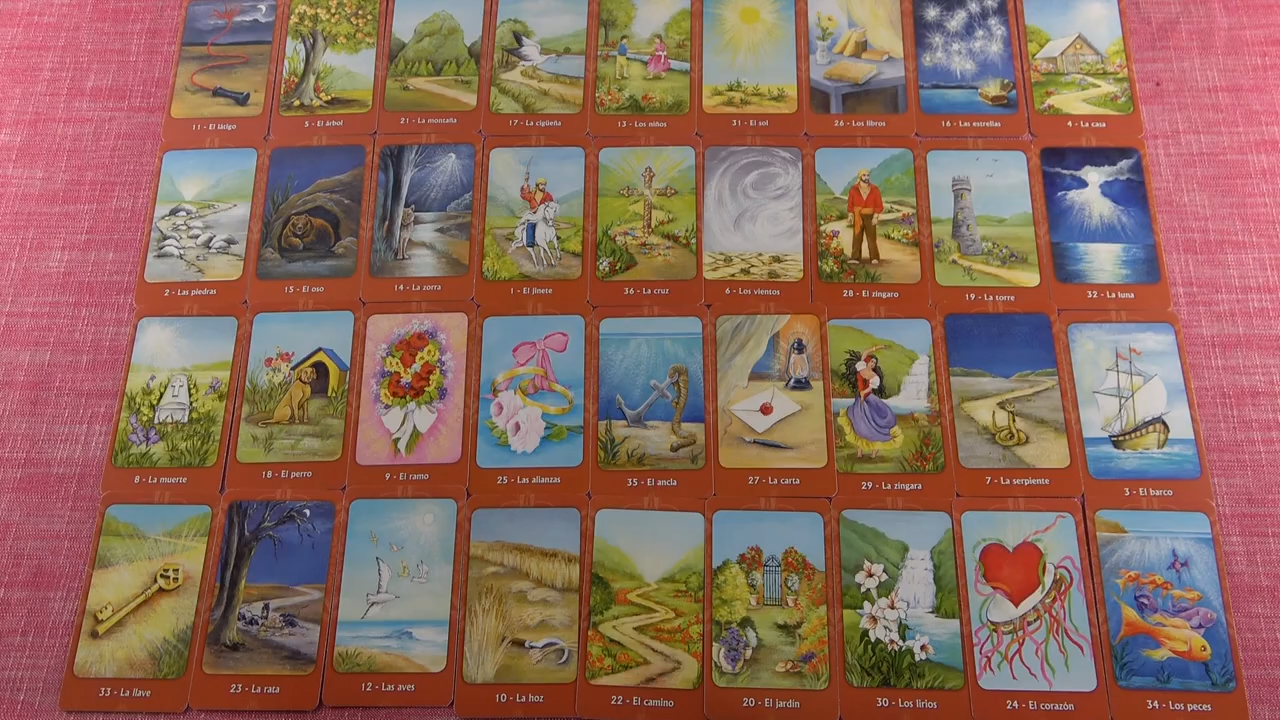 11 - El látigo
5 - El árbol
21 - La montaña
17 - La cigüeña
13 - Los niños
31 - El sol
26 - Los libros
16 - Las estrellas
4 - La casa
2 - Las piedras
15 - El oso
14 - La zorra
1 - El jinete
36 - La cruz
6 - Los vientos
28 - El zíngaro
19 - La torre
32 - La luna
8 - La muerte
18 - El perro
9 - El ramo
25 - Las alianzas
35 - El ancla
27 - La carta
29 - La zíngara
7 - La serpiente
3 - El barco
33 - La llave
23 - La rata
12 - Las aves
10 - La hoz
22 - El camino
20 - El jardín
30 - Los lirios
24 - El corazón
34 - Los peces